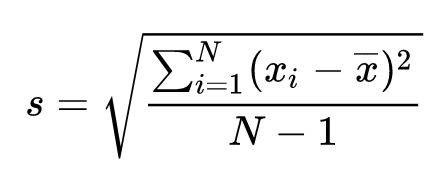 s = √(∑_{i=1}^{N} (x_i − x̅)² / (N − 1))